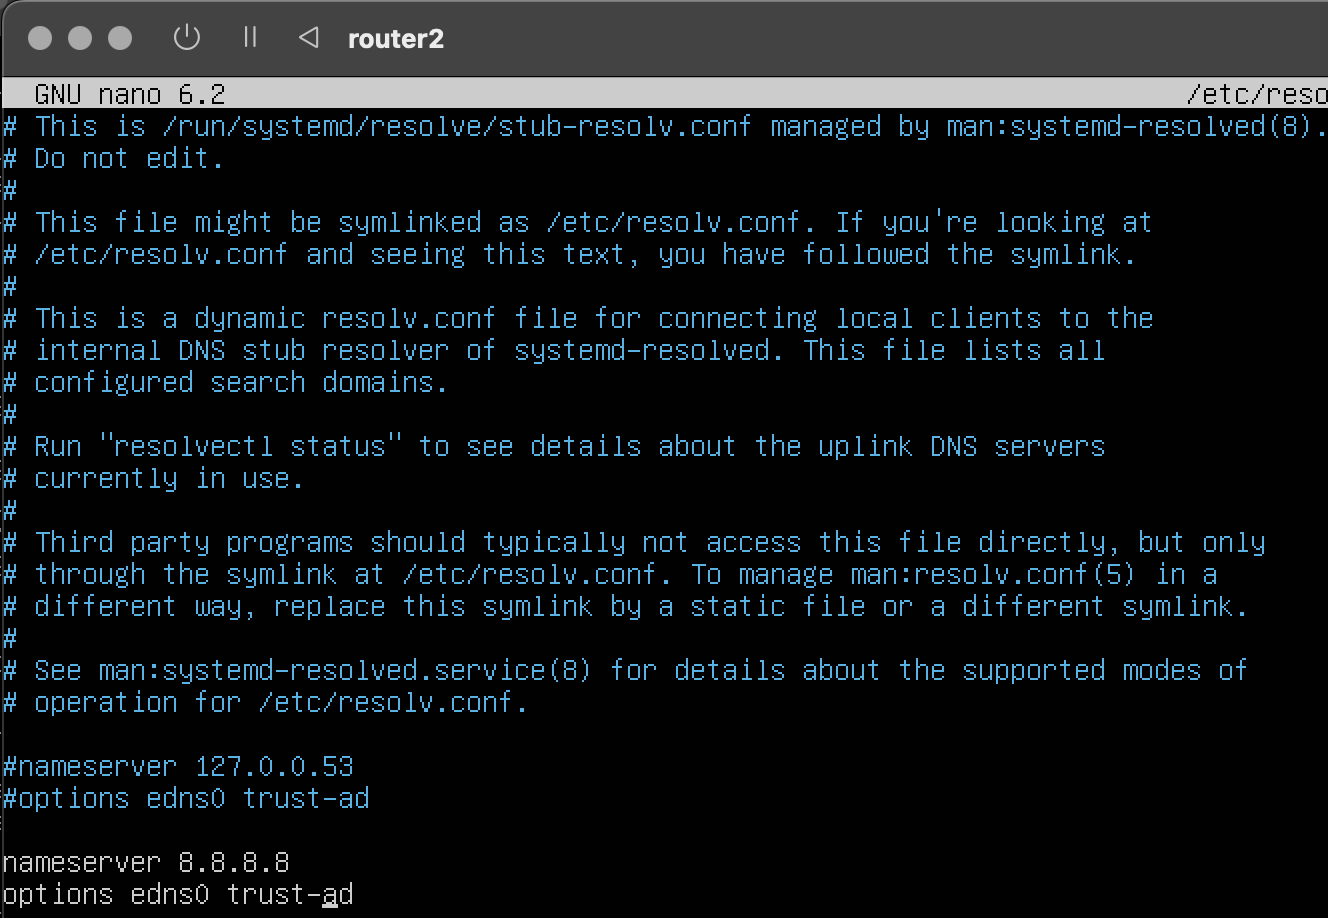 router2
GNU nano 6.2 /etc/reso
# This is /run/systemd/resolve/stub-resolv.conf managed by man:systemd-resolved(8).
# Do not edit.
#
# This file might be symlinked as /etc/resolv.conf. If you're looking at
# /etc/resolv.conf and seeing this text, you have followed the symlink.
#
# This is a dynamic resolv.conf file for connecting local clients to the
# internal DNS stub resolver of systemd-resolved. This file lists all
# configured search domains.
#
# Run "resolvectl status" to see details about the uplink DNS servers
# currently in use.
#
# Third party programs should typically not access this file directly, but only
# through the symlink at /etc/resolv.conf. To manage man:resolv.conf(5) in a
# different way, replace this symlink by a static file or a different symlink.
#
# See man:systemd-resolved.service(8) for details about the supported modes of
# operation for /etc/resolv.conf.
#nameserver 127.0.0.53
#options edns0 trust-ad
nameserver 8.8.8.8
options edns0 trust-ad